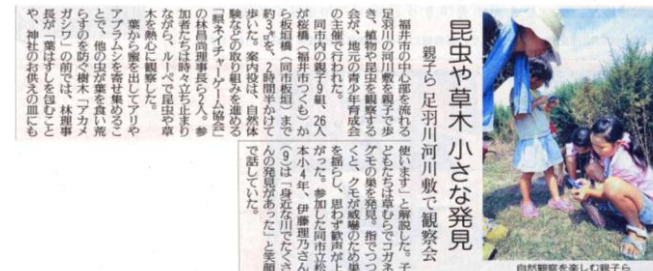 昆虫や草木 小さな発見
親子ら 足羽川河川敷で観察会
福井市の中心部を流れる
足羽川の河川敷を親子で歩
き、植物や昆虫を観察する
会が、地元の青少年育成会
の主催で行われた。
同市内の親子9組、26人
が桜橋（福井市つくも）か
ら板垣橋（同市板垣）まで
約3㌔を、2時間半かけて
歩いた。案内役は、自然体
験などの取り組みを進める
「県ネイチャーゲーム協会」
の林昌尚理事長ら2人。参
加者たちは時々立ち止まり
ながら、ルーペで昆虫や草
木を熱心に観察した。
葉から蜜を出してアリや
アブラムシを寄せ集めるこ
とで、他の虫が葉を食い荒
らすのを防ぐ樹木「アカメ
ガシワ」の前では、林理事
長が「葉はすしを包むこと
や、神社のお供えの皿にも
使います」と解説した。子
どもたちは草むらでコガネ
グモの巣を発見。指でつつ
くと、クモが威嚇のため巣
を揺らし、思わず歓声が上
がった。参加した同市立松
本小4年、伊藤理乃さん
(9)は「身近な川でたくさ
んの発見があった」と笑顔
で話していた。
自然観察を楽しむ親子ら